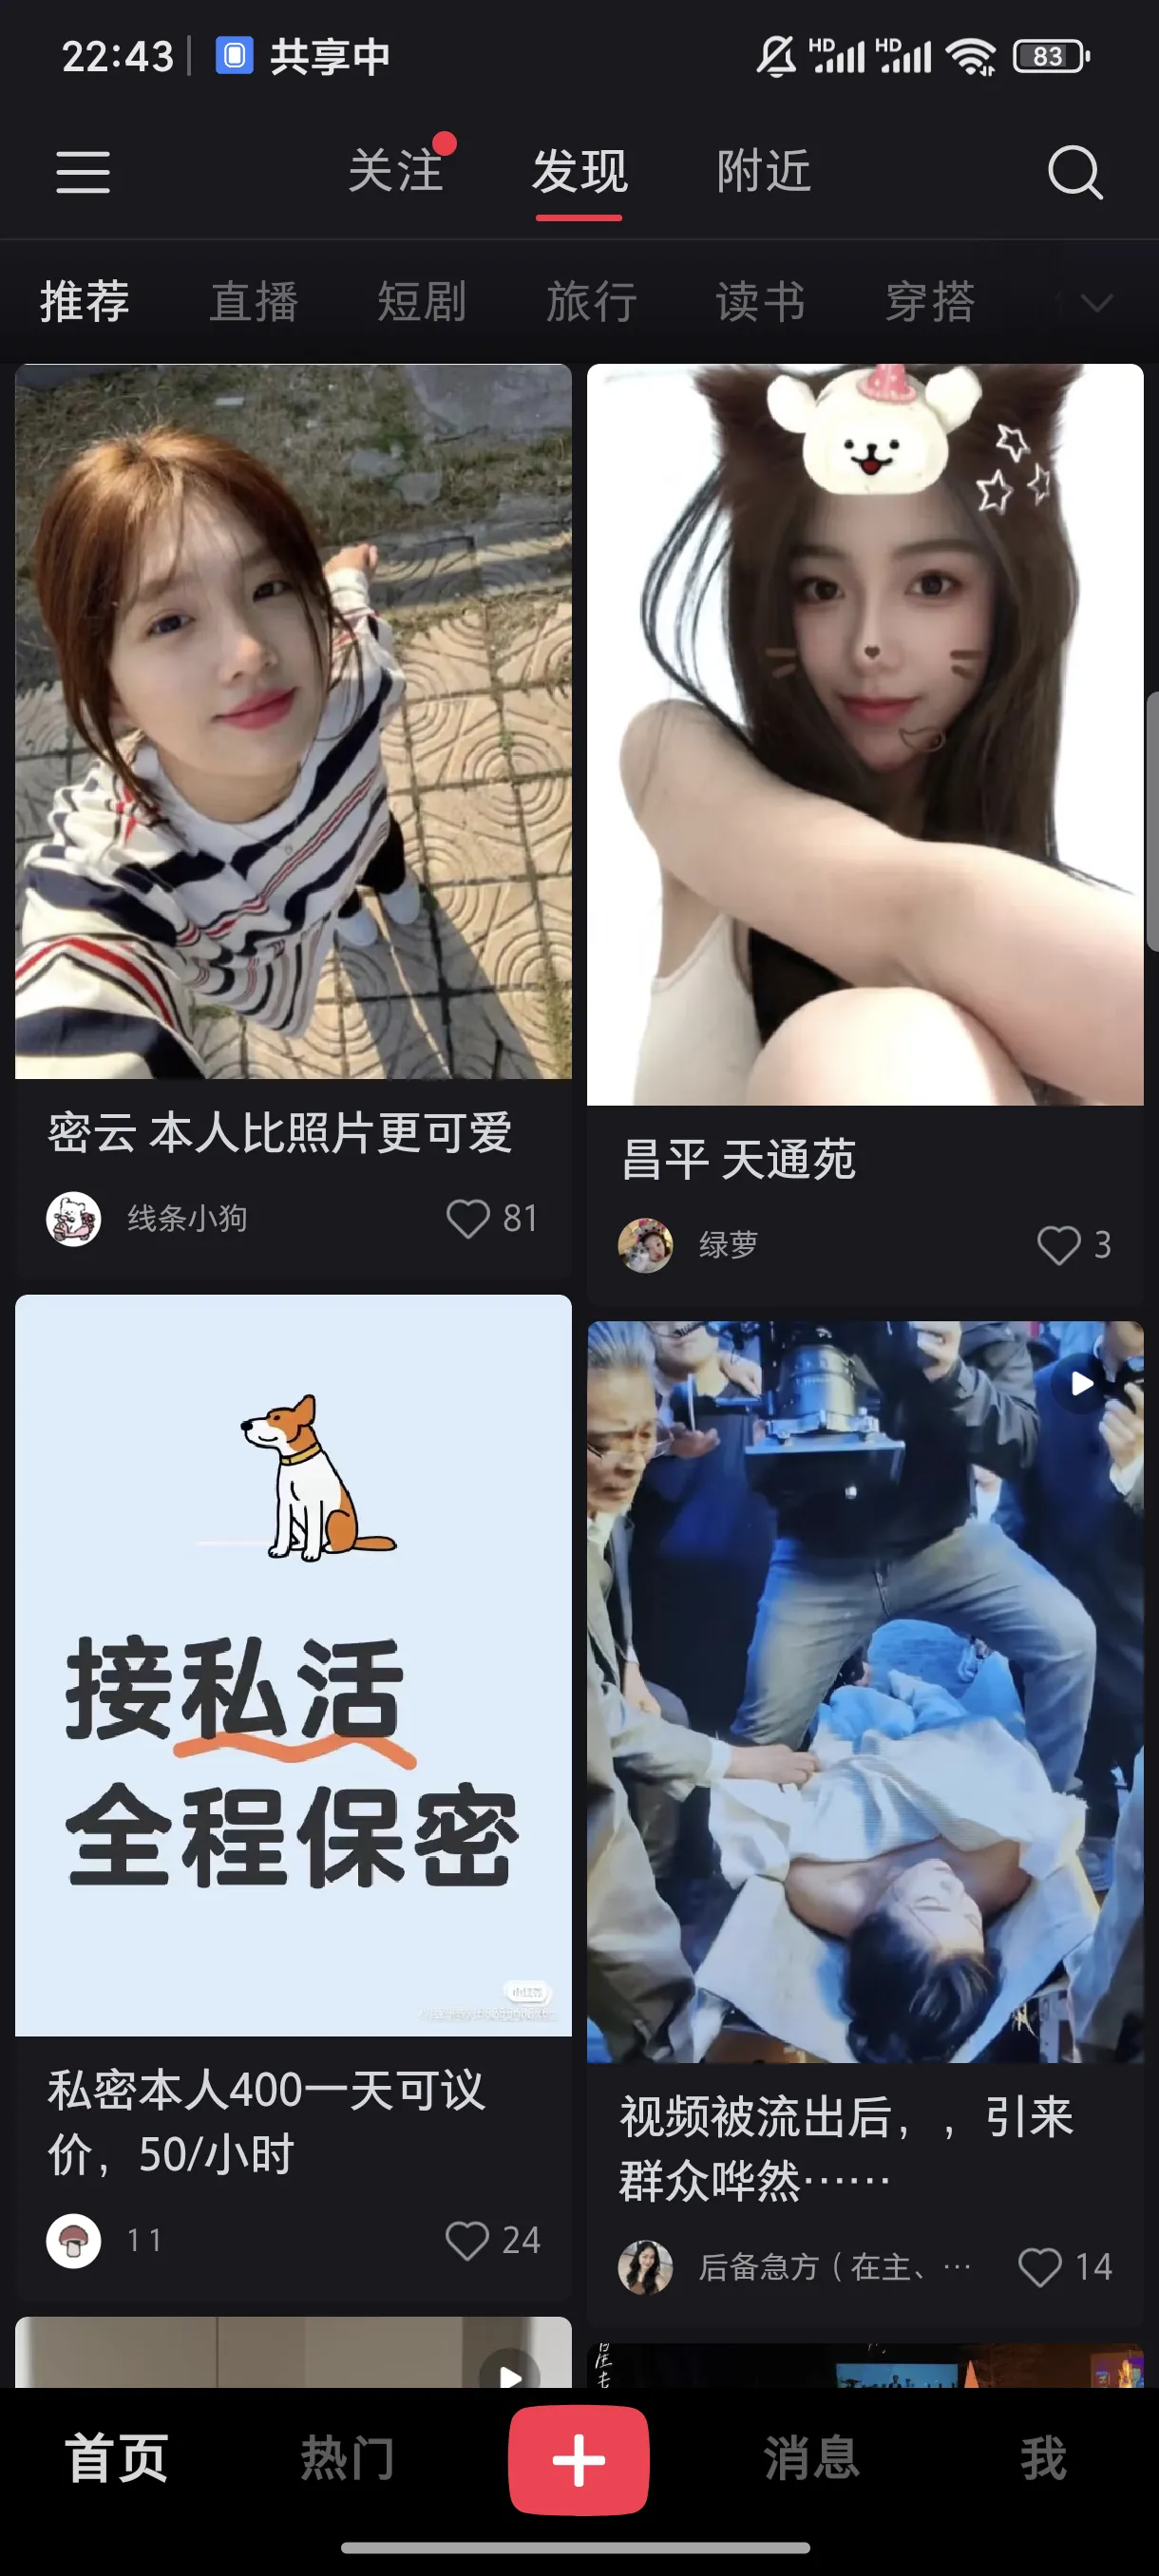 22:43 共享中 HD HD 83
关注 发现 附近
推荐 直播 短剧 旅行 读书 穿搭
密云 本人比照片更可爱
线条小狗 81
昌平 天通苑
绿萝 3
接私活
全程保密
小红书
私密本人400一天可议
价，50/小时
1 1 24
视频被流出后，，引来
群众哗然……
后备急方（在主、… 14
首页 热门 消息 我